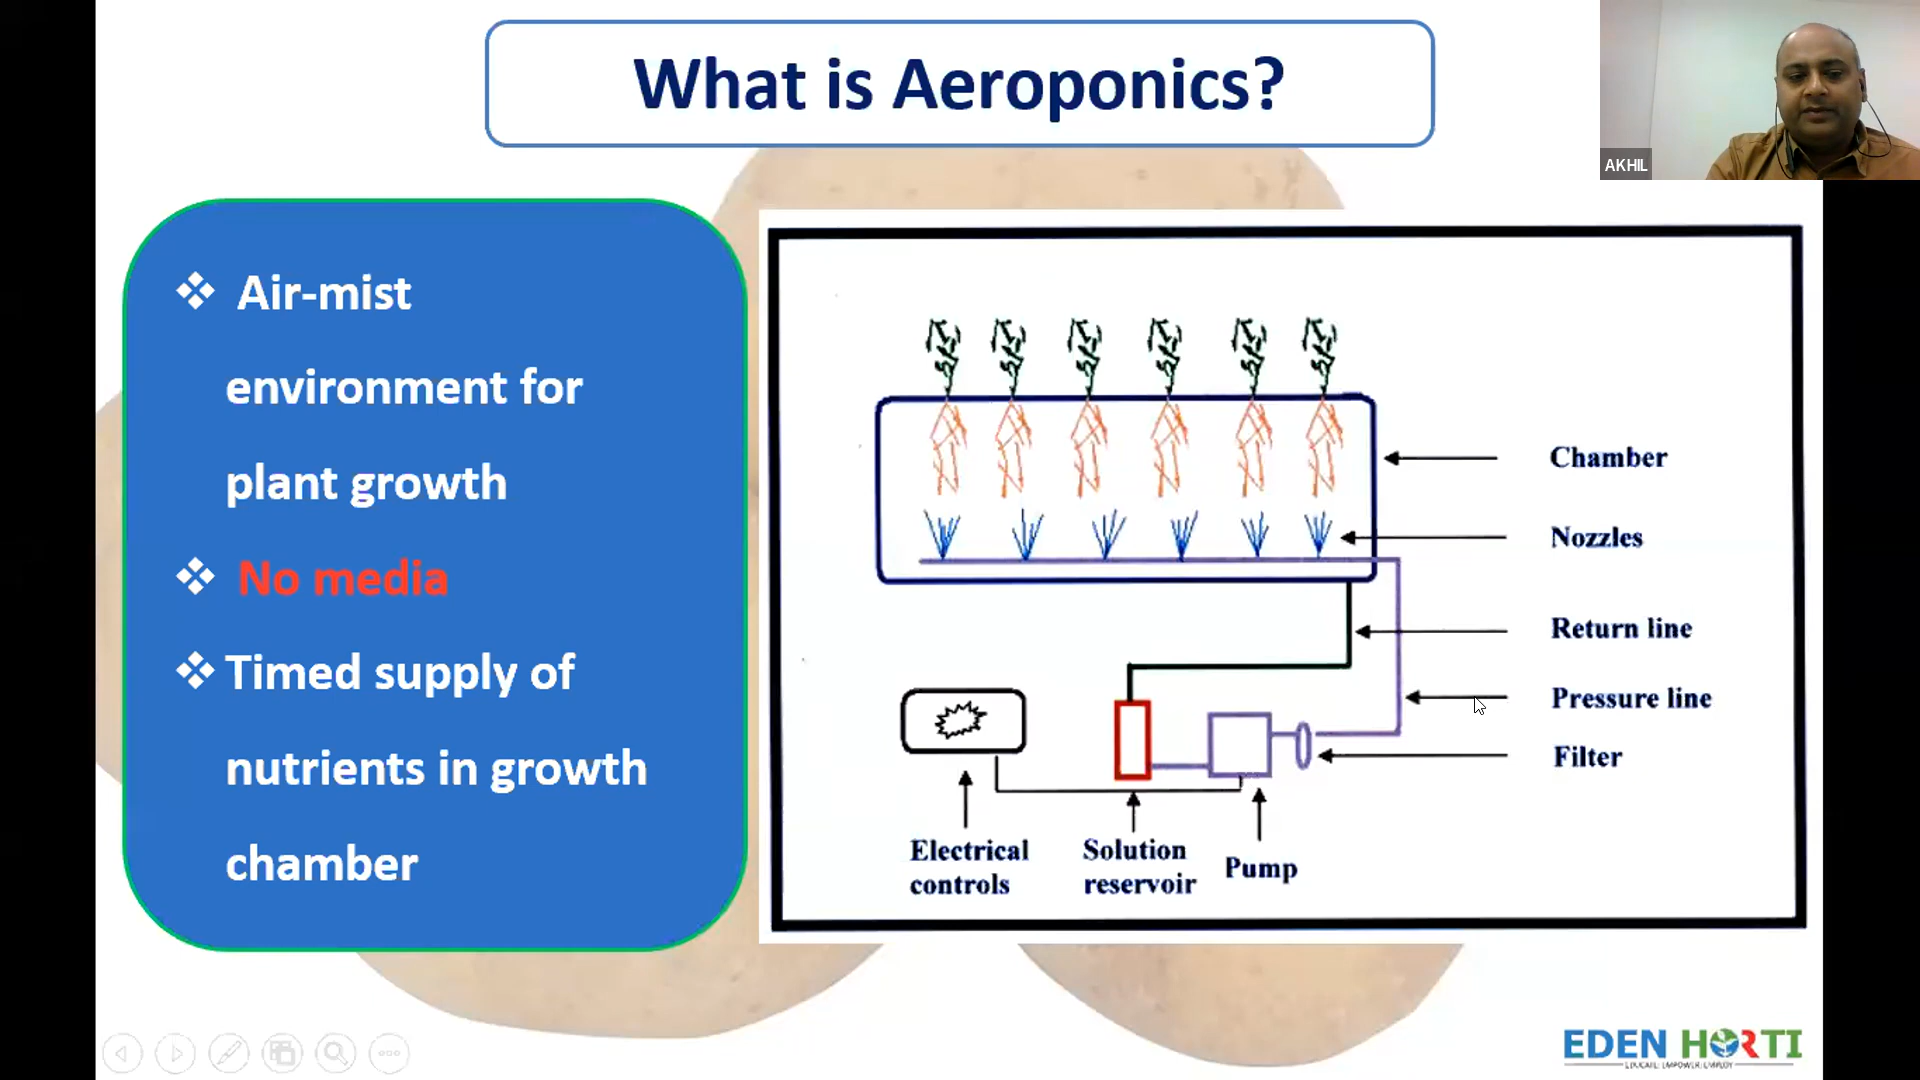 What is Aeroponics?
AKHIL
Air-mist
environment for
plant growth
No media
Timed supply of
nutrients in growth
chamber
Chamber
Nozzles
Return line
Pressure line
Filter
Electrical
controls
Solution
reservoir
Pump
EDEN HORTI
EDUCATE| EMPOWER| EMPLOY